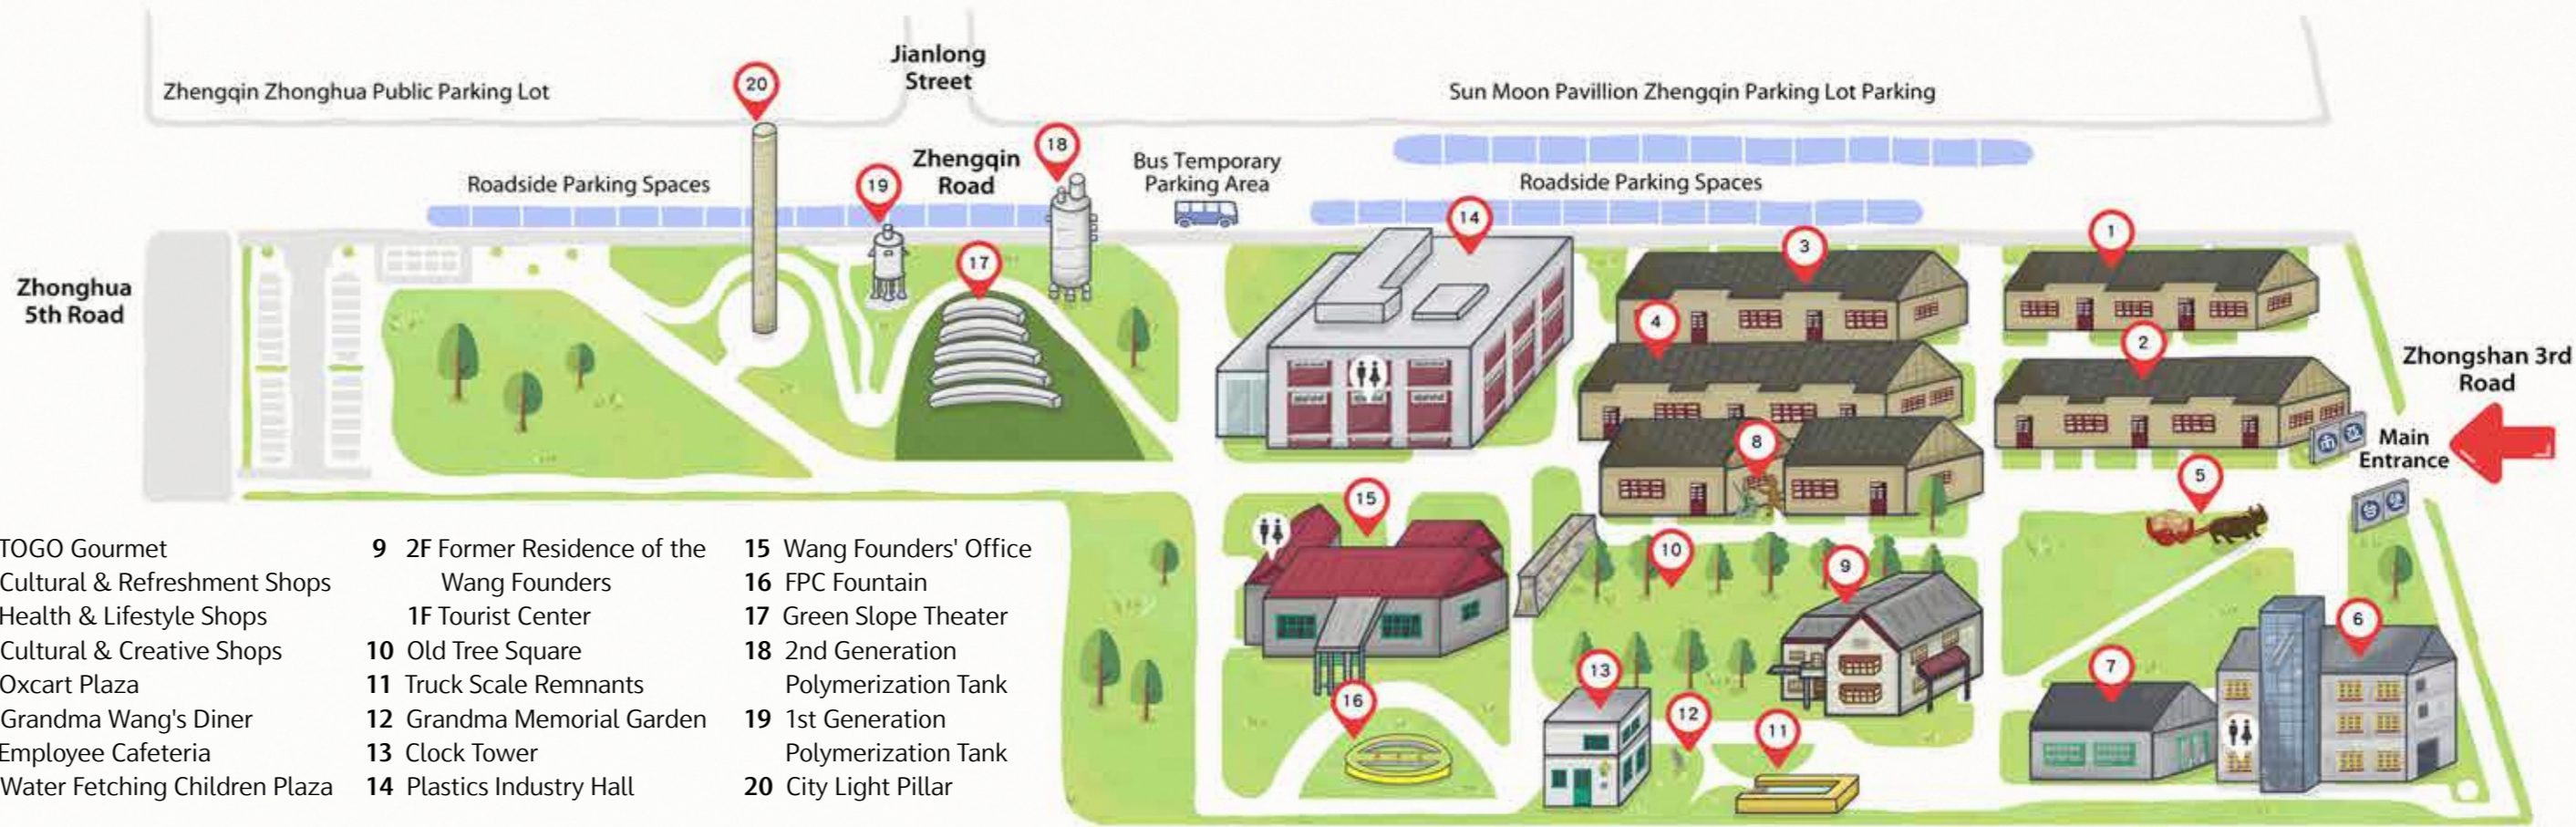 Jianlong
Street
Zhengqin Zhonghua Public Parking Lot
20
Sun Moon Pavillion Zhengqin Parking Lot Parking
18
Zhengqin
Road
Bus Temporary
Parking Area
Roadside Parking Spaces
19
Roadside Parking Spaces
14
17
3
1
Zhonghua
5th Road
4
2
Zhongshan 3rd
Road
8
Main
Entrance
5
15
10
9
6
13
7
16
12
11
TOGO Gourmet
Cultural & Refreshment Shops
Health & Lifestyle Shops
Cultural & Creative Shops
Oxcart Plaza
Grandma Wang's Diner
Employee Cafeteria
Water Fetching Children Plaza
9 2F Former Residence of the
Wang Founders
1F Tourist Center
10 Old Tree Square
11 Truck Scale Remnants
12 Grandma Memorial Garden
13 Clock Tower
14 Plastics Industry Hall
15 Wang Founders' Office
16 FPC Fountain
17 Green Slope Theater
18 2nd Generation
Polymerization Tank
19 1st Generation
Polymerization Tank
20 City Light Pillar